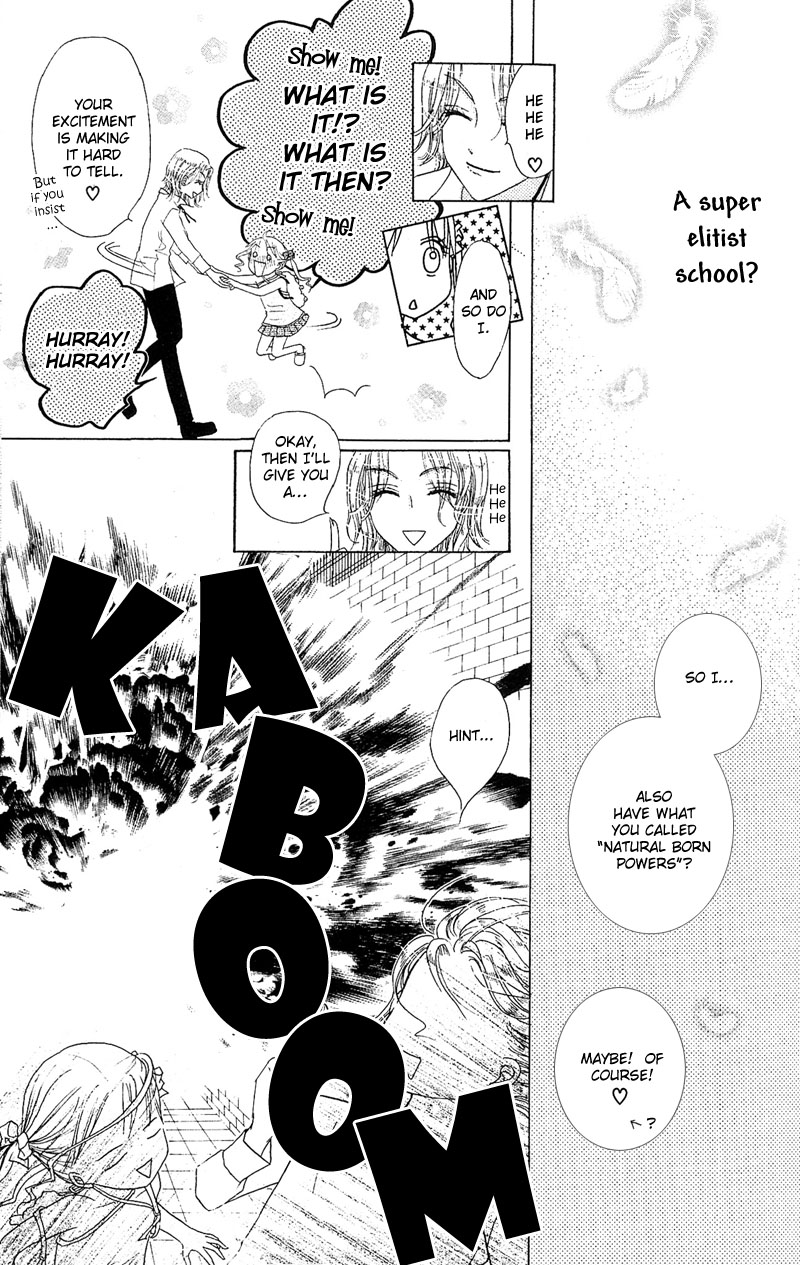 A super
elitist
school?
SO I...
ALSO
HAVE WHAT
YOU CALLED
"NATURAL BORN
POWERS"?
MAYBE! OF
COURSE!
♡
←?
HE
HE
HE
♡
AND
SO DO
I.
Show me!
WHAT IS
IT!?
WHAT IS
IT THEN?
Show me!
YOUR
EXCITEMENT
IS MAKING
IT HARD
TO TELL.
♡
But
if you
insist
...
HURRAY!
HURRAY!
OKAY,
THEN I'LL
GIVE YOU
A...
He
He
He
HINT...
KABOOM